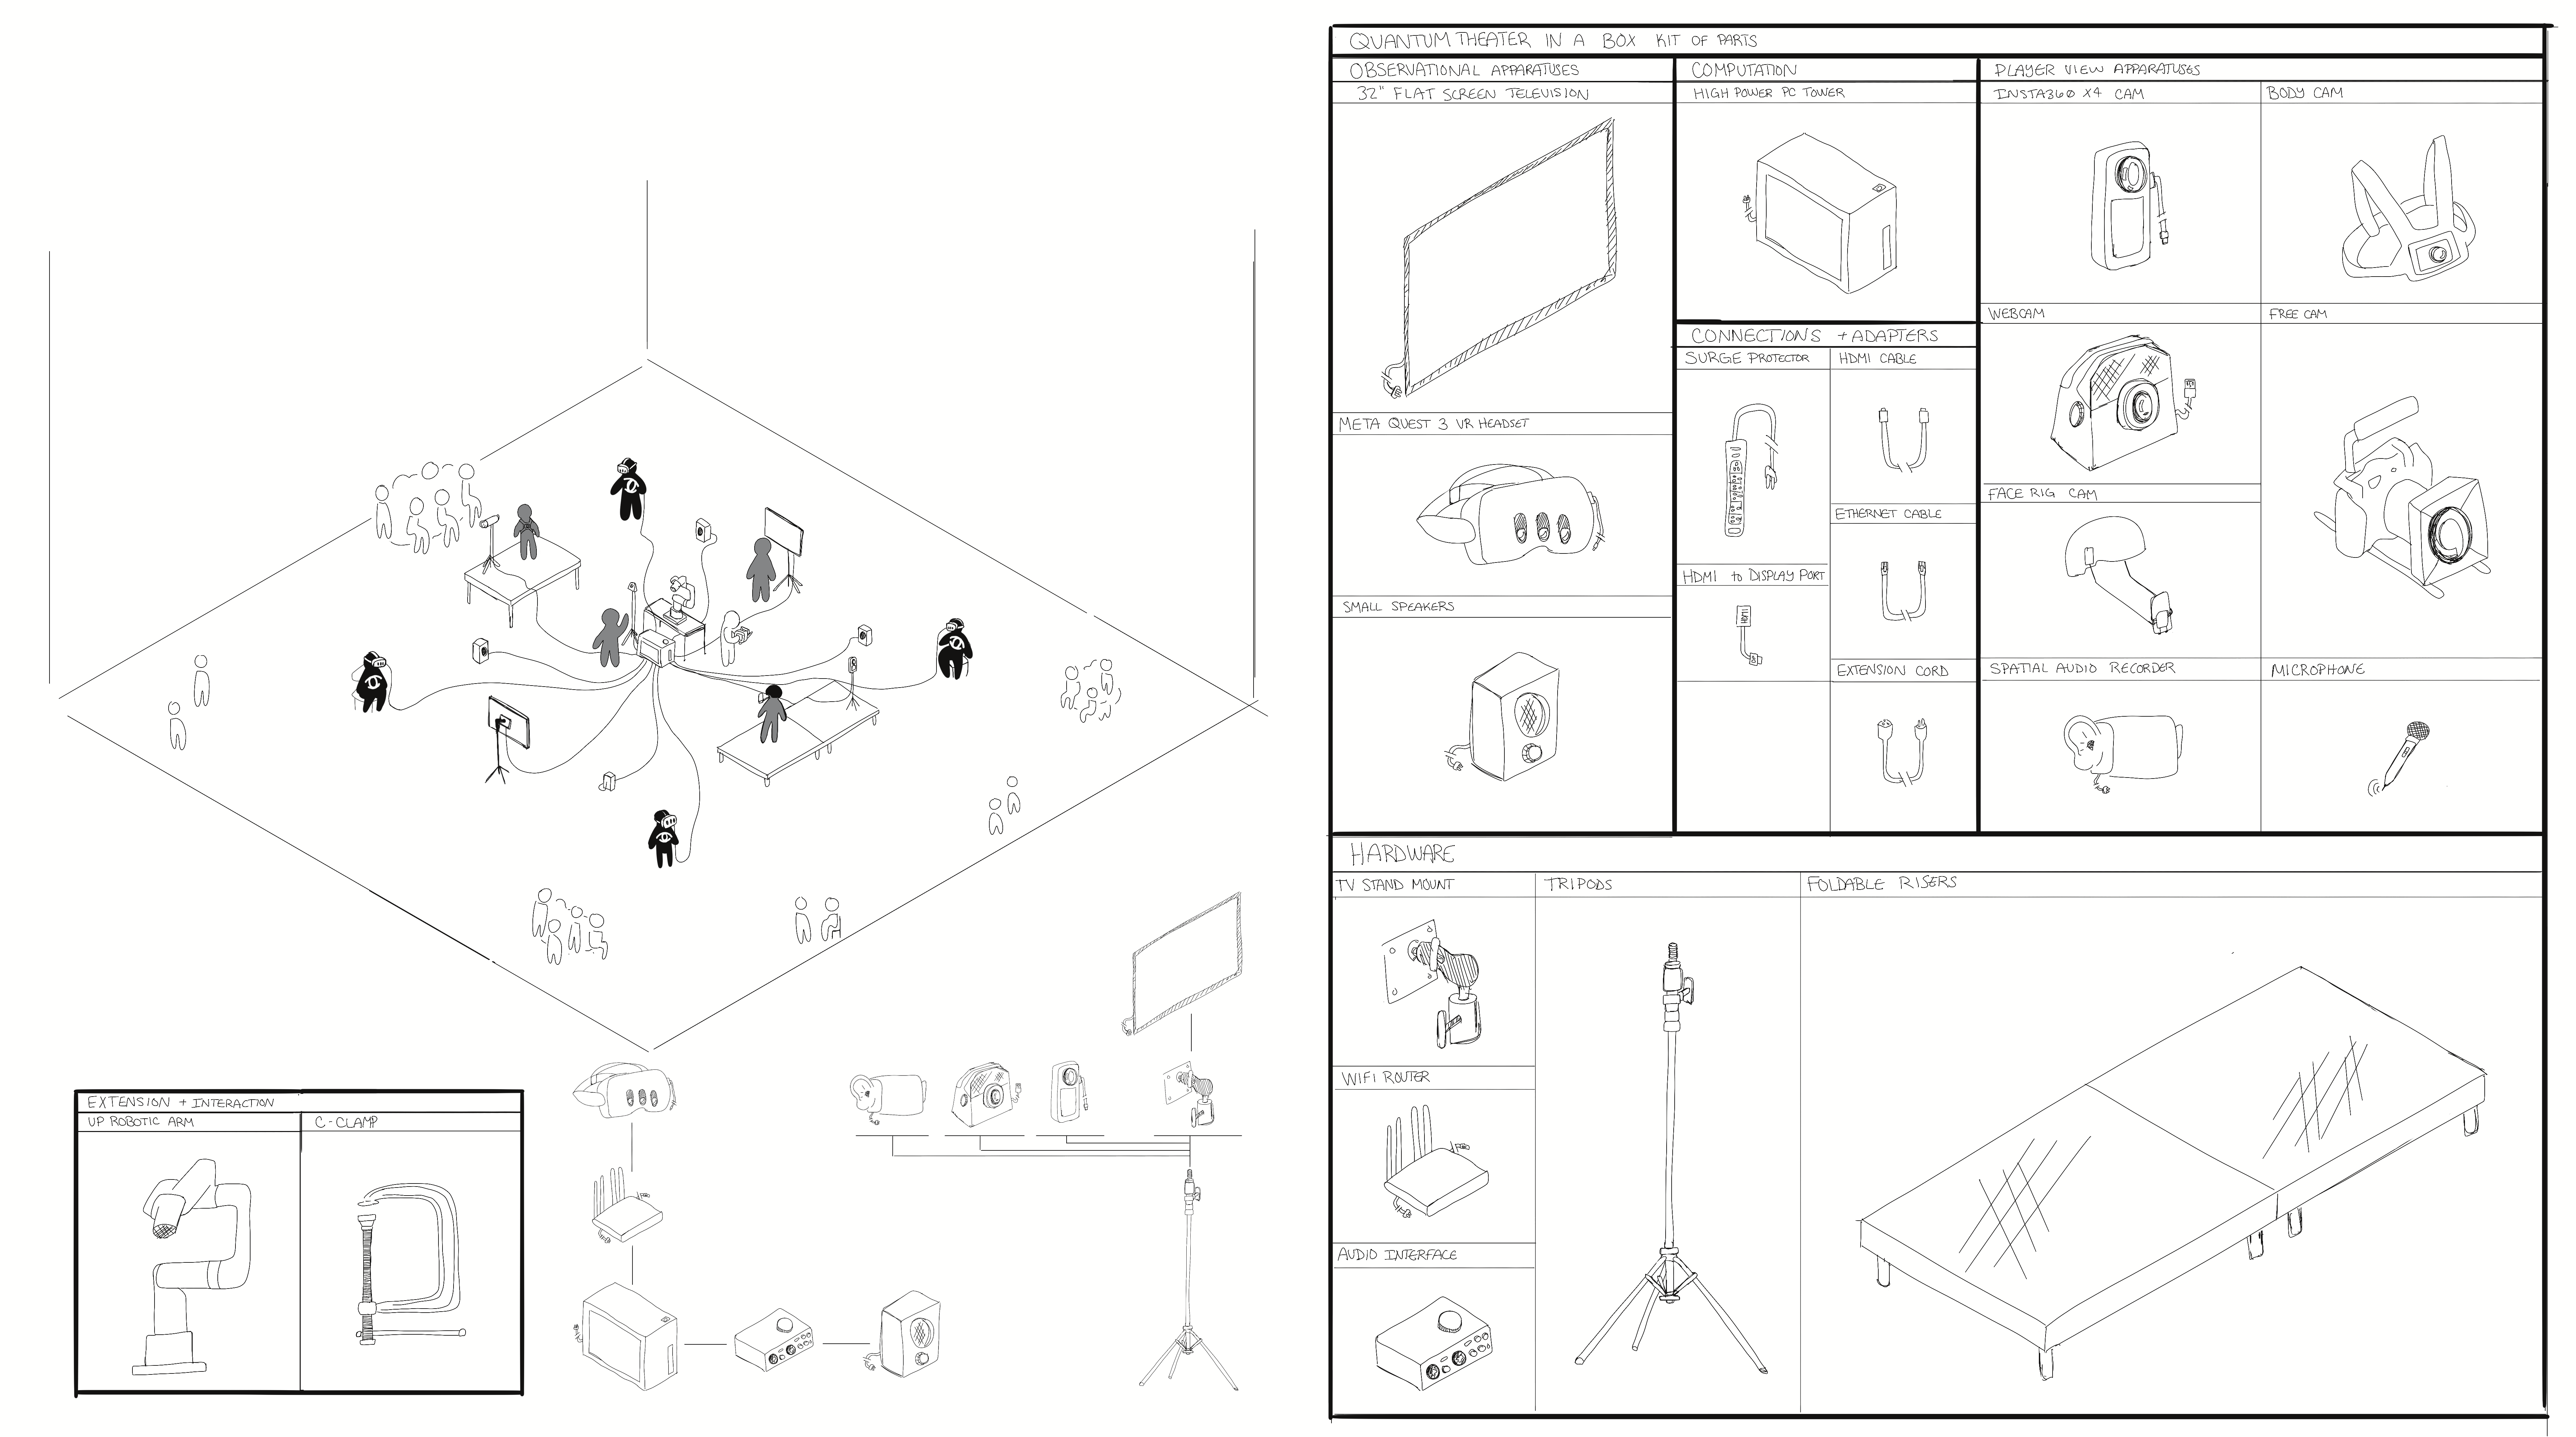 QUANTUM THEATER IN A BOX KIT OF PARTS
OBSERVATIONAL APPARATUSES
32" FLAT SCREEN TELEVISION
META QUEST 3 VR HEADSET
SMALL SPEAKERS
COMPUTATION
HIGH POWER PC TOWER
CONNECTIONS + ADAPTERS
SURGE PROTECTOR
HDMI CABLE
ETHERNET CABLE
HDMI to DISPLAY PORT
HDMI
EXTENSION CORD
PLAYER VIEW APPARATUSES
INSTA360 X4 CAM
BODY CAM
WEBCAM
FREE CAM
FACE RIG CAM
SPATIAL AUDIO RECORDER
MICROPHONE
HARDWARE
TV STAND MOUNT
TRIPODS
FOLDABLE RISERS
WIFI ROUTER
AUDIO INTERFACE
EXTENSION + INTERACTION
UP ROBOTIC ARM
C-CLAMP